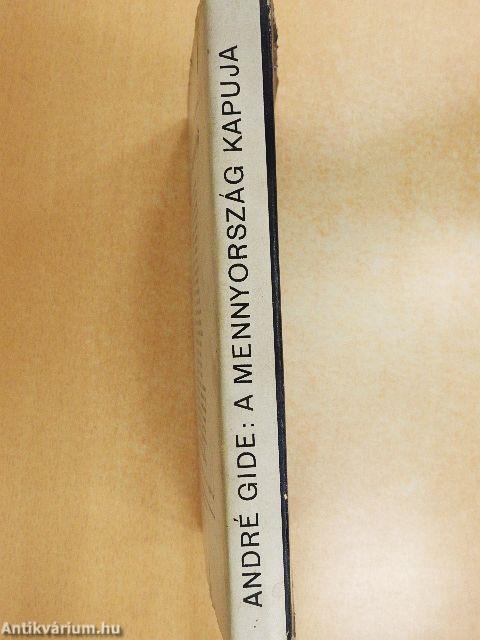 ANDRÉ GIDE: A MENNYORSZÁG KAPUJA
Antikvárium.hu